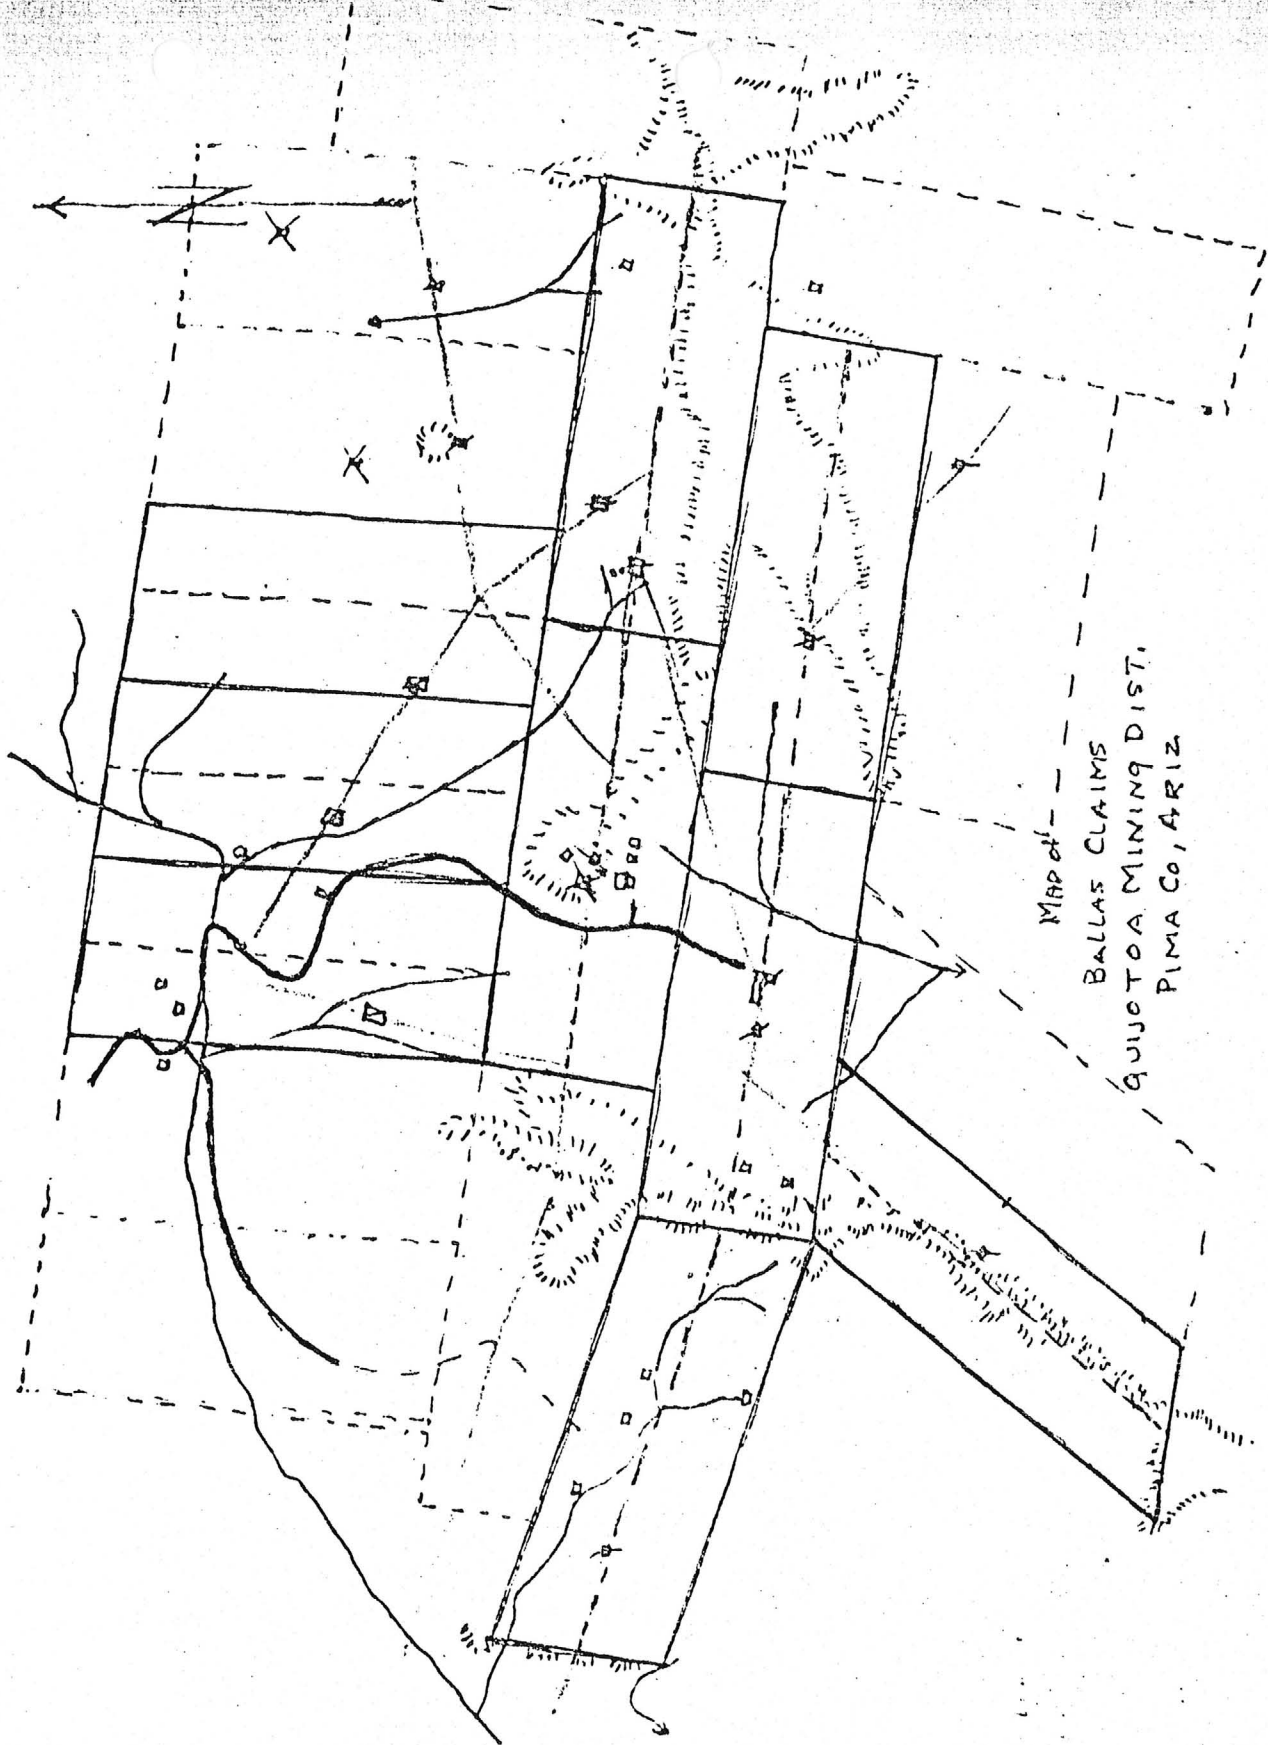 Map of
BALLAS CLAIMS
QUIJOTOA MINING DIST.
PIMA CO, ARIZ
N